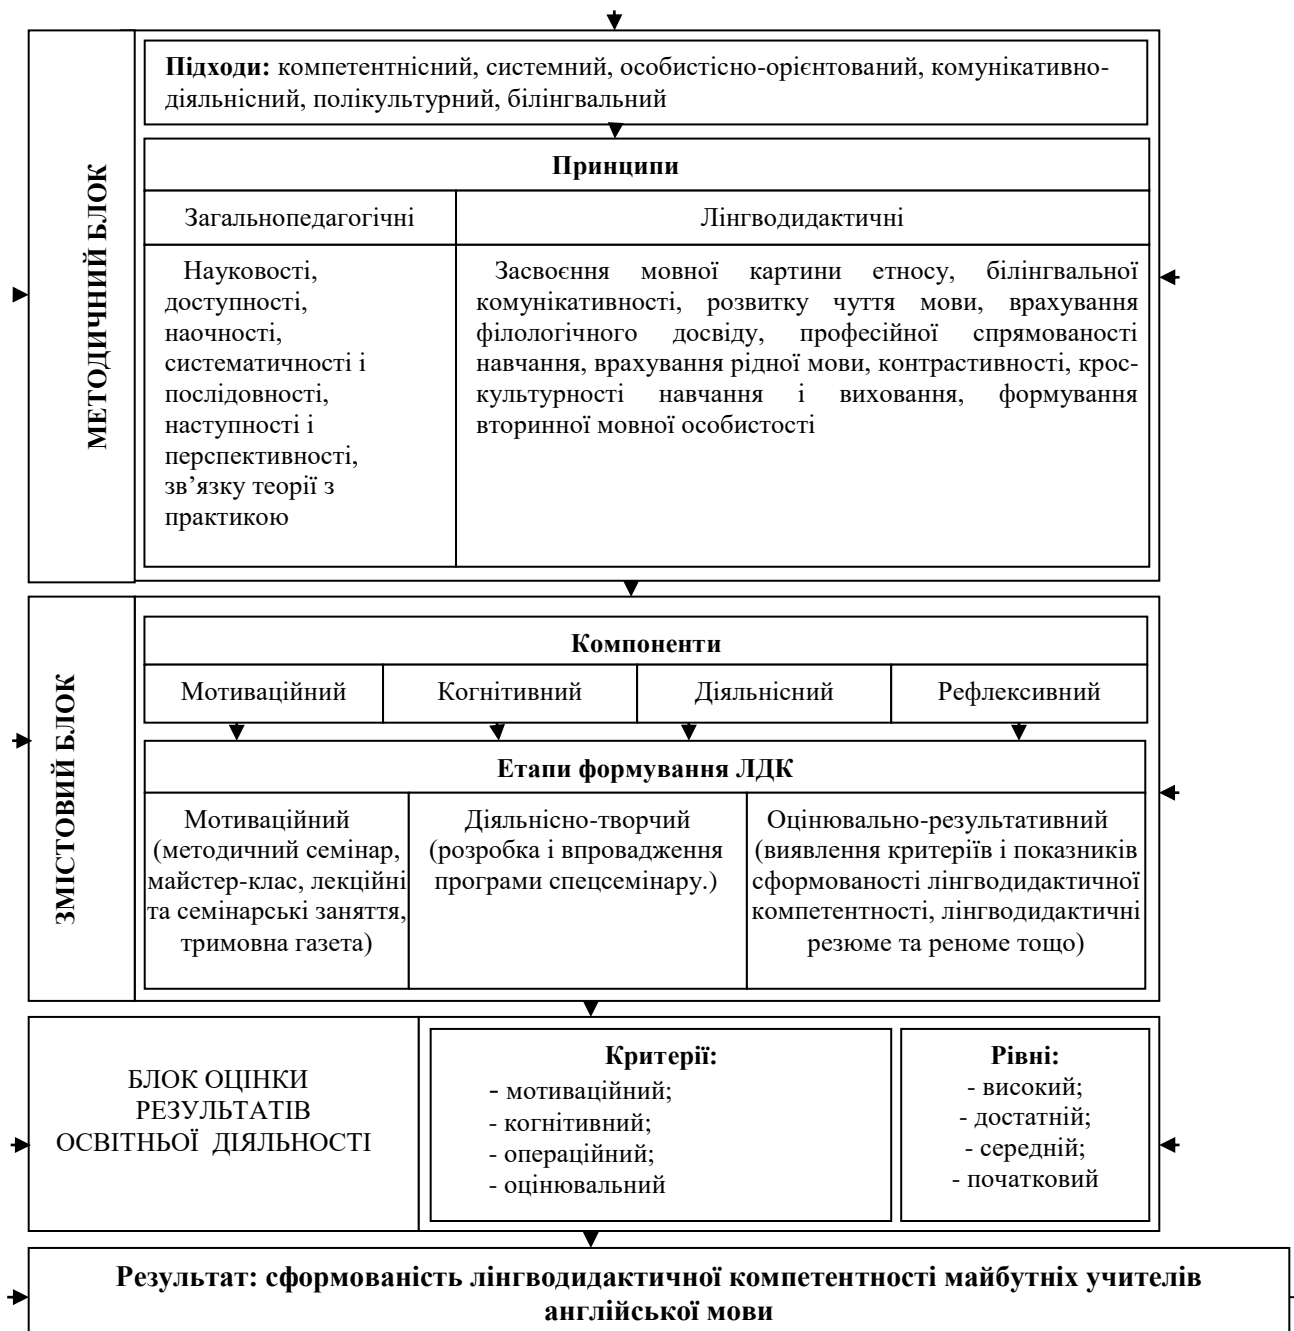 МЕТОДИЧНИЙ БЛОК
Підходи: компетентнісний, системний, особистісно-орієнтований, комунікативно-
діяльнісний, полікультурний, білінгвальний
Принципи
Загальнопедагогічні
Лінгводидактичні
Науковості,
доступності,
наочності,
систематичності і
послідовності,
наступності і
перспективності,
зв’язку теорії з
практикою
Засвоєння мовної картини етносу, білінгвальної
комунікативності, розвитку чуття мови, врахування
філологічного досвіду, професійної спрямованості
навчання, врахування рідної мови, контрастивності, крос-
культурності навчання і виховання, формування
вторинної мовної особистості
ЗМІСТОВИЙ БЛОК
Компоненти
Мотиваційний
Когнітивний
Діяльнісний
Рефлексивний
Етапи формування ЛДК
Мотиваційний
(методичний семінар,
майстер-клас, лекційні
та семінарські заняття,
тримовна газета)
Діяльнісно-творчий
(розробка і впровадження
програми спецсемінару.)
Оцінювально-результативний
(виявлення критеріїв і показників
сформованості лінгводидактичної
компетентності, лінгводидактичні
резюме та реноме тощо)
БЛОК ОЦІНКИ
РЕЗУЛЬТАТІВ
ОСВІТНЬОЇ ДІЯЛЬНОСТІ
Критерії:
- мотиваційний;
- когнітивний;
- операційний;
- оцінювальний
Рівні:
- високий;
- достатній;
- середній;
- початковий
Результат: сформованість лінгводидактичної компетентності майбутніх учителів
англійської мови